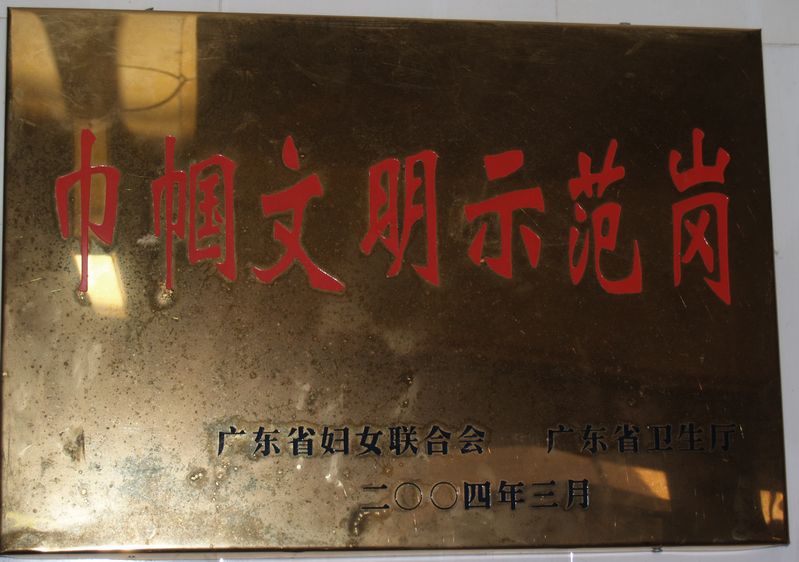 巾帼文明示范岗
广东省妇女联合会 广东省卫生厅
二〇〇四年三月